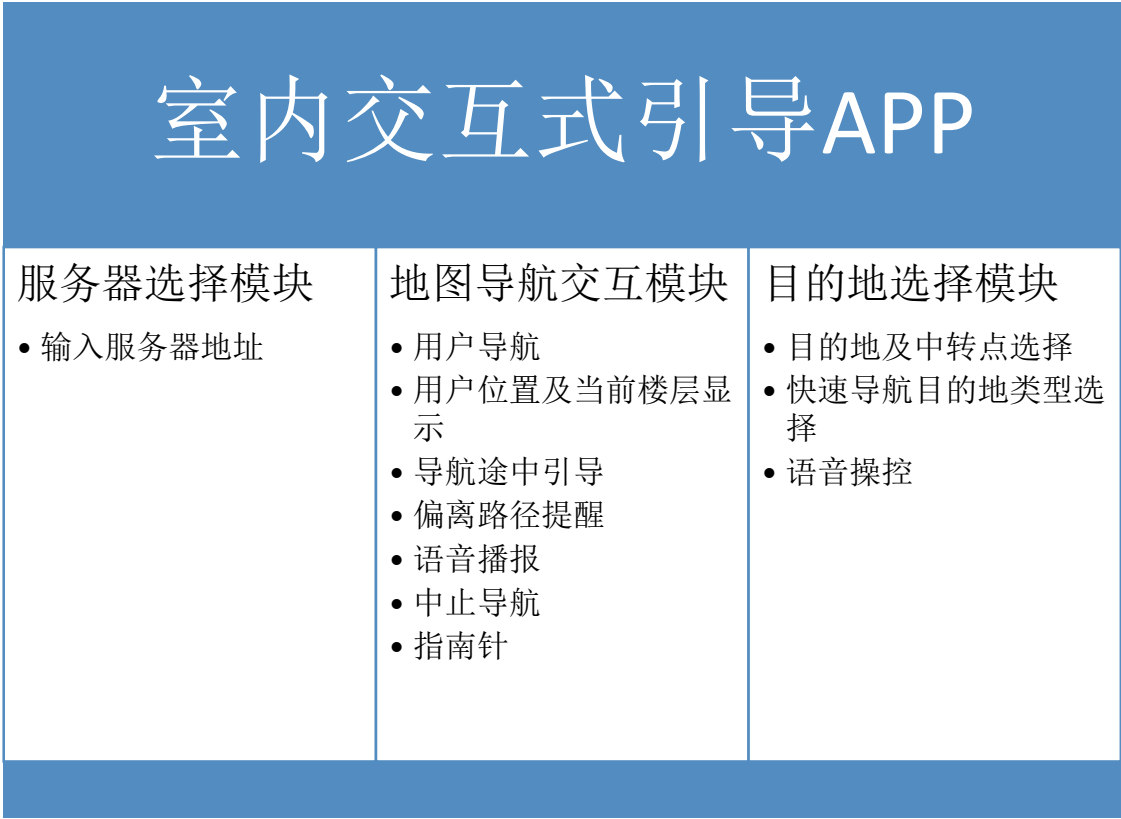 室内交互式引导APP
服务器选择模块
• 输入服务器地址
地图导航交互模块
• 用户导航
• 用户位置及当前楼层显
示
• 导航途中引导
• 偏离路径提醒
• 语音播报
• 中止导航
• 指南针
目的地选择模块
• 目的地及中转点选择
• 快速导航目的地类型选
择
• 语音操控